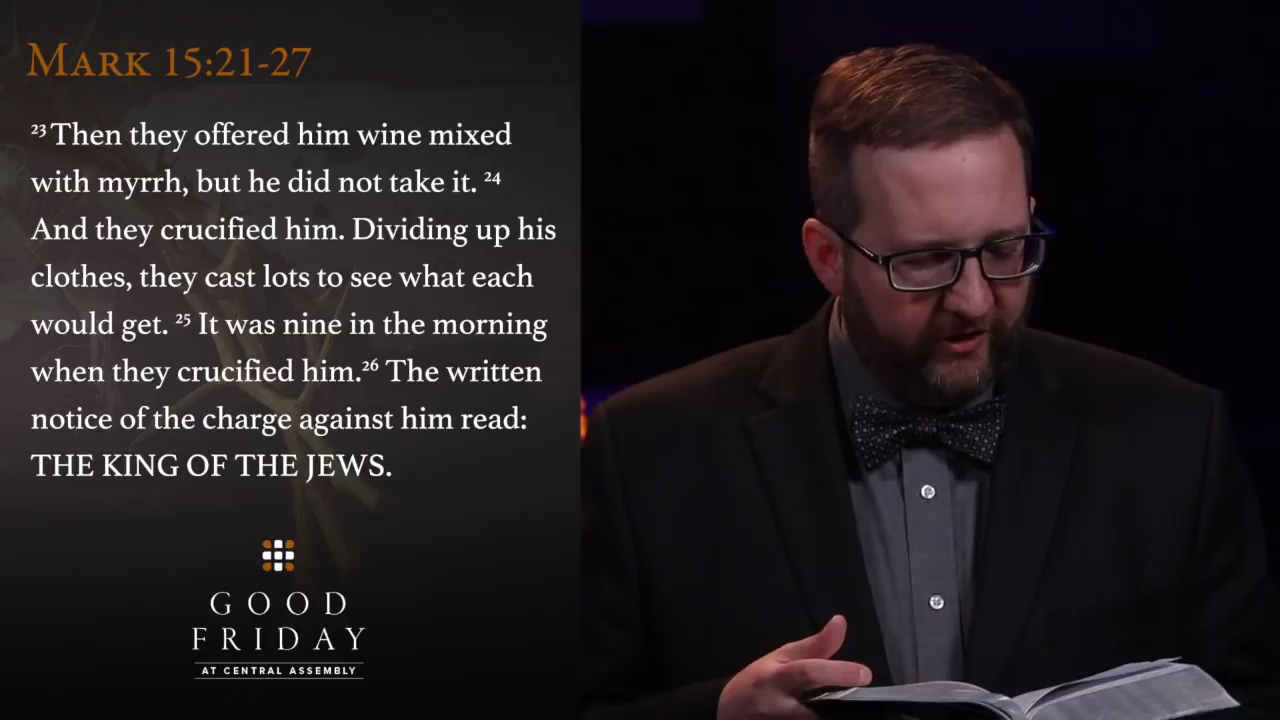 Mark 15:21-27
²³ Then they offered him wine mixed
with myrrh, but he did not take it. ²⁴
And they crucified him. Dividing up his
clothes, they cast lots to see what each
would get. ²⁵ It was nine in the morning
when they crucified him.²⁶ The written
notice of the charge against him read:
THE KING OF THE JEWS.
GOOD
FRIDAY
AT CENTRAL ASSEMBLY